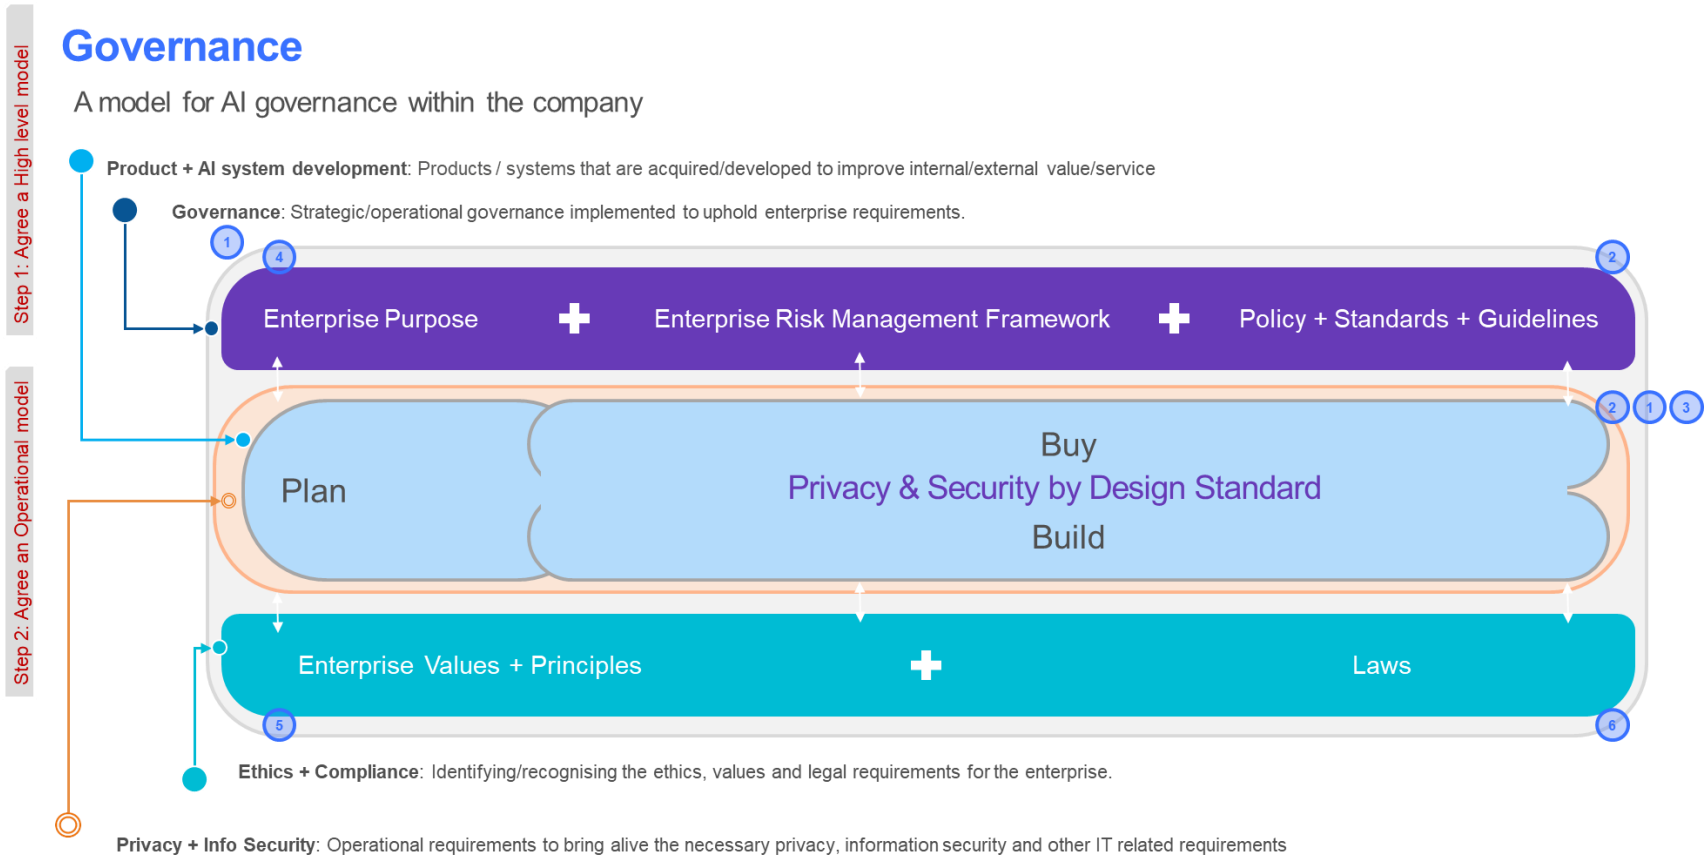 Step 1: Agree a High level model
Governance
A model for AI governance within the company
Product + AI system development: Products / systems that are acquired/developed to improve internal/external value/service
Governance: Strategic/operational governance implemented to uphold enterprise requirements.
1
4
2
Enterprise Purpose
Enterprise Risk Management Framework
Policy + Standards + Guidelines
Step 2: Agree an Operational model
2
1
3
Plan
Buy
Privacy & Security by Design Standard
Build
Enterprise Values + Principles
Laws
5
6
Ethics + Compliance: Identifying/recognising the ethics, values and legal requirements for the enterprise.
Privacy + Info Security: Operational requirements to bring alive the necessary privacy, information security and other IT related requirements